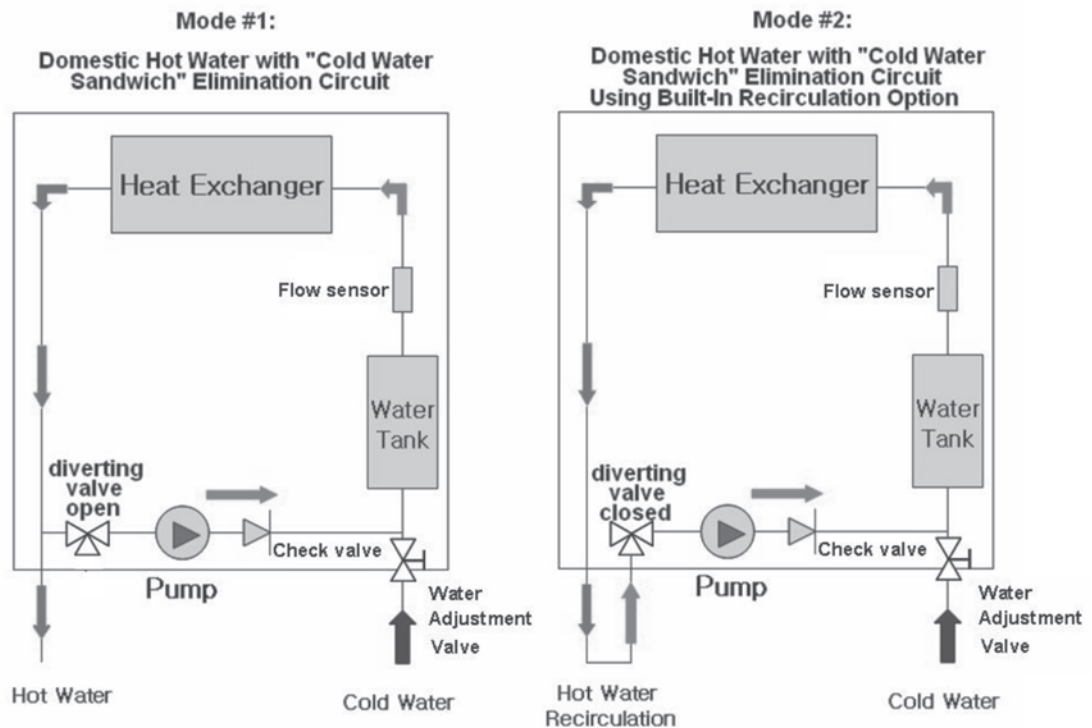 Mode #1:
Domestic Hot Water with "Cold Water
Sandwich" Elimination Circuit
Heat Exchanger
Flow sensor
Water
Tank
diverting
valve
open
Check valve
Pump
Water
Adjustment
Valve
Hot Water
Cold Water
Mode #2:
Domestic Hot Water with "Cold Water
Sandwich" Elimination Circuit
Using Built-In Recirculation Option
Heat Exchanger
Flow sensor
Water
Tank
diverting
valve
closed
Check valve
Pump
Water
Adjustment
Valve
Hot Water
Recirculation
Cold Water